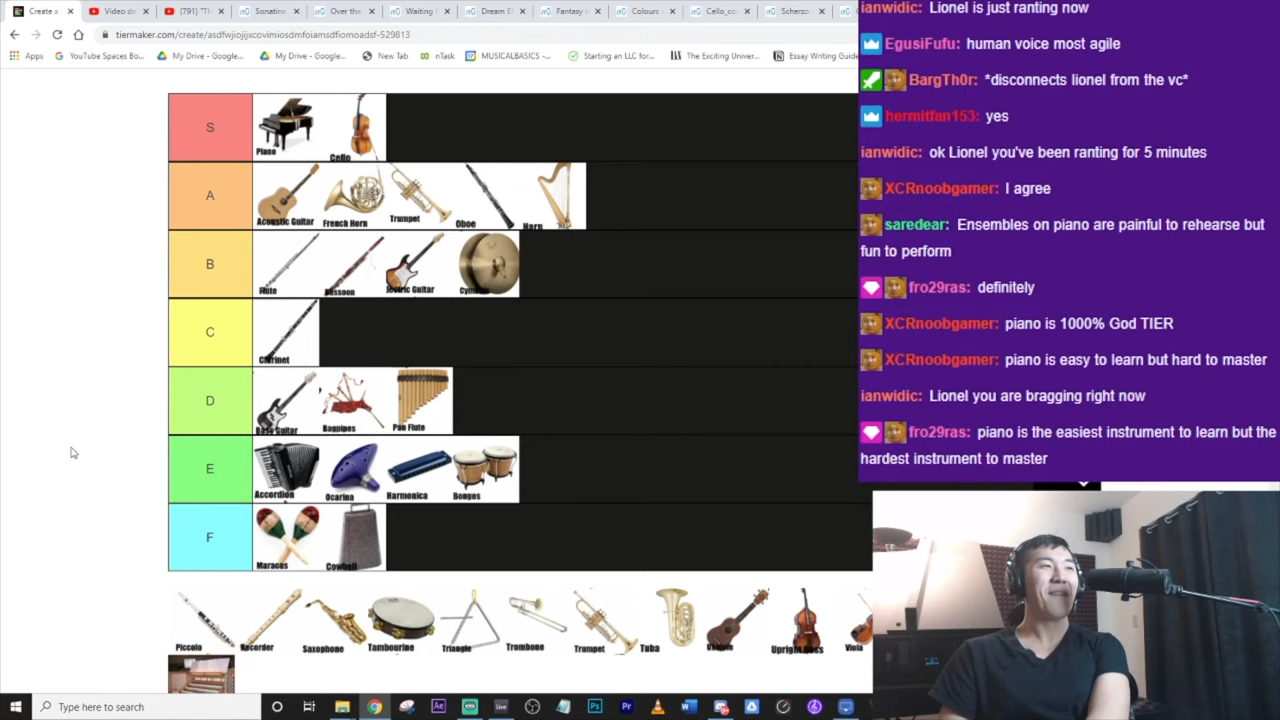 Create a
Video de
(791) "Th
Sonatina
Over the
Waiting
Dream E
Fantasy
Colours
Cello_co
Scherzo
tiermaker.com/create/asdfwjiojijxcovimiosdmfoiamsdfiomoadsf-529813
Apps
YouTube Spaces Bo...
My Drive - Google...
My Drive - Google...
New Tab
nTask
MUSICALBASICS -...
Starting an LLC for...
The Exciting Univer...
Essay Writing Guide
S
Piano
Cello
A
Acoustic Guitar
French Horn
Trumpet
Oboe
Harp
B
Flute
Bassoon
Electric Guitar
Cymbals
C
Clarinet
D
Bass Guitar
Bagpipes
Pan Flute
E
Accordion
Ocarina
Harmonica
Bongos
F
Maracas
Cowbell
Piccolo
Recorder
Saxophone
Tambourine
Triangle
Trombone
Trumpet
Tuba
Ukulele
Upright Bass
Viola
ianwidic: Lionel is just ranting now
EgusiFufu: human voice most agile
BargTh0r: *disconnects lionel from the vc*
hermitfan153: yes
ianwidic: ok Lionel you've been ranting for 5 minutes
XCRnoobgamer: I agree
saredear: Ensembles on piano are painful to rehearse but
fun to perform
fro29ras: definitely
XCRnoobgamer: piano is 1000% God TIER
XCRnoobgamer: piano is easy to learn but hard to master
ianwidic: Lionel you are bragging right now
fro29ras: piano is the easiest instrument to learn but the
hardest instrument to master
Type here to search